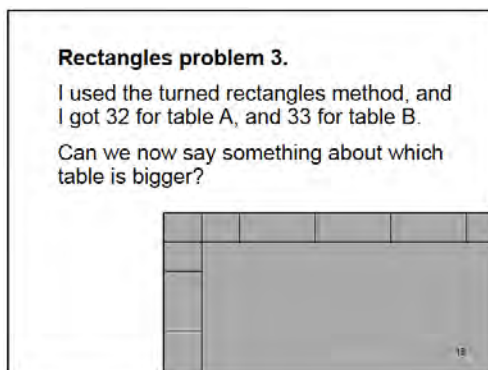 Rectangles problem 3.
I used the turned rectangles method, and
I got 32 for table A, and 33 for table B.
Can we now say something about which
table is bigger?